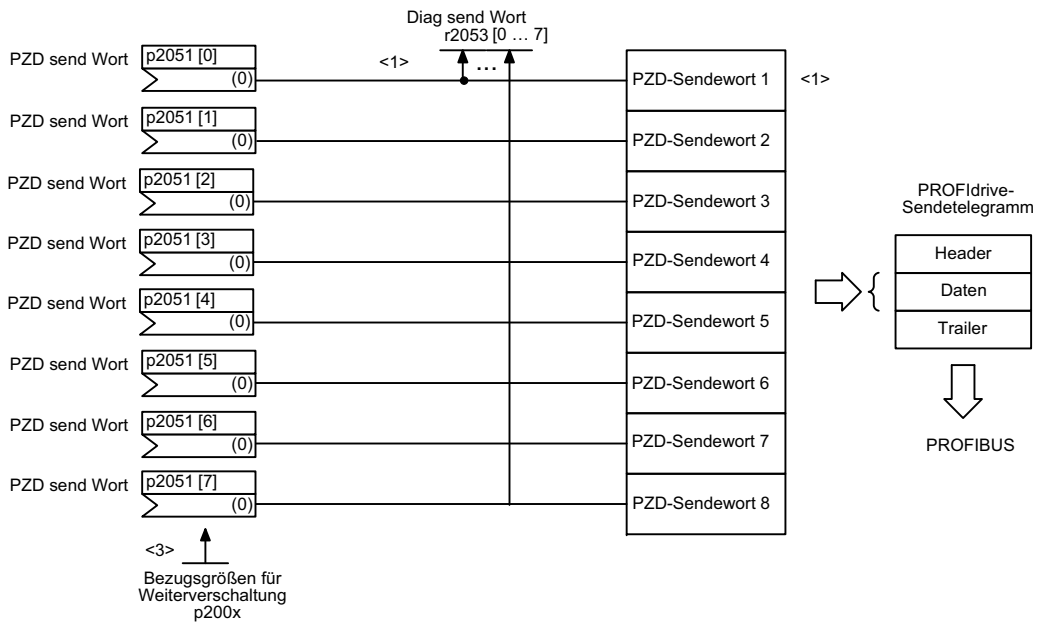 Diag send Wort
r2053 [0 … 7]
PZD send Wort p2051 [0] (0) <1> ... PZD-Sendewort 1 <1>
PZD send Wort p2051 [1] (0) PZD-Sendewort 2
PZD send Wort p2051 [2] (0) PZD-Sendewort 3
PZD send Wort p2051 [3] (0) PZD-Sendewort 4
PZD send Wort p2051 [4] (0) PZD-Sendewort 5
PZD send Wort p2051 [5] (0) PZD-Sendewort 6
PZD send Wort p2051 [6] (0) PZD-Sendewort 7
PZD send Wort p2051 [7] (0) PZD-Sendewort 8
<3>
Bezugsgrößen für
Weiterverschaltung
p200x
PROFIdrive-
Sendetelegramm
Header
Daten
Trailer
PROFIBUS